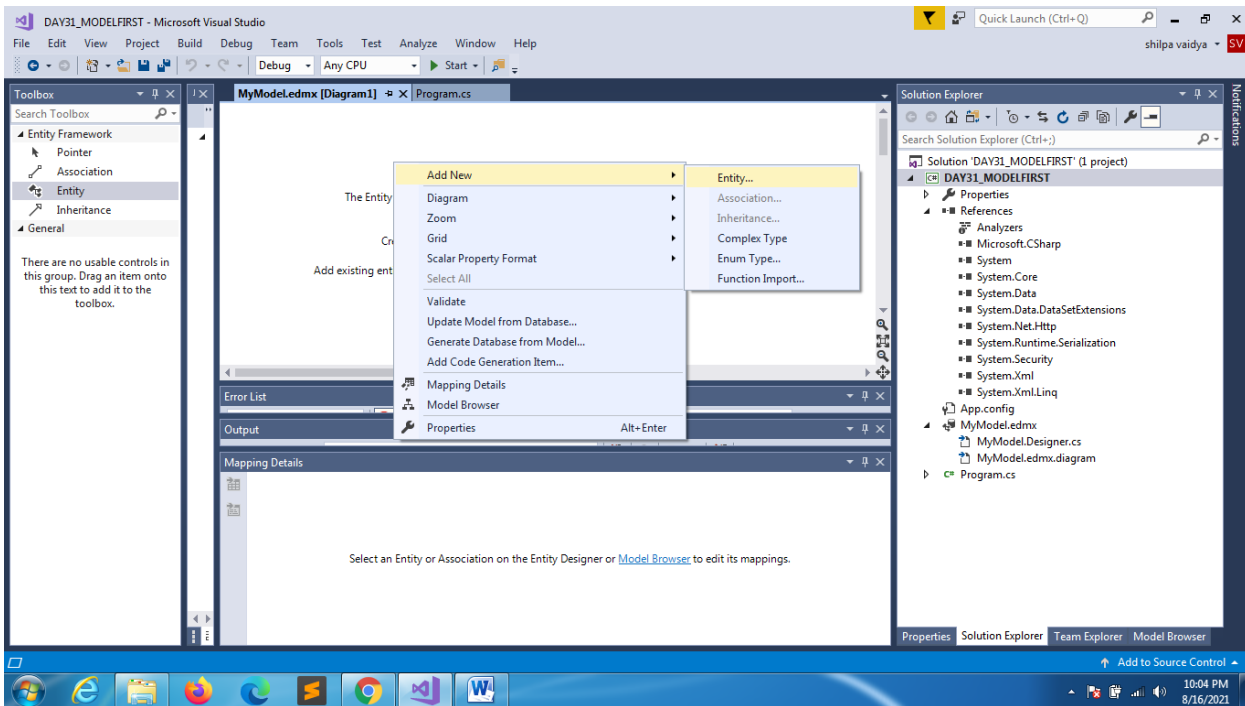 DAY31_MODELFIRST - Microsoft Visual Studio
Quick Launch (Ctrl+Q)
File Edit View Project Build Debug Team Tools Test Analyze Window Help
shilpa vaidya
SV
Debug
Any CPU
Start
Toolbox
Search Toolbox
Entity Framework
Pointer
Association
Entity
Inheritance
General
There are no usable controls in
this group. Drag an item onto
this text to add it to the
toolbox.
MyModel.edmx [Diagram1]
Program.cs
The Entity
Add existing ent
Add New
Diagram
Zoom
Grid
Scalar Property Format
Select All
Validate
Update Model from Database...
Generate Database from Model...
Add Code Generation Item...
Mapping Details
Model Browser
Properties Alt+Enter
Entity...
Association...
Inheritance...
Complex Type
Enum Type...
Function Import...
Error List
Output
Mapping Details
Select an Entity or Association on the Entity Designer or Model Browser to edit its mappings.
Solution Explorer
Search Solution Explorer (Ctrl+;)
Solution 'DAY31_MODELFIRST' (1 project)
DAY31_MODELFIRST
Properties
References
Analyzers
Microsoft.CSharp
System
System.Core
System.Data
System.Data.DataSetExtensions
System.Net.Http
System.Runtime.Serialization
System.Security
System.Xml
System.Xml.Linq
App.config
MyModel.edmx
MyModel.Designer.cs
MyModel.edmx.diagram
Program.cs
Properties Solution Explorer Team Explorer Model Browser
Notifications
Add to Source Control
10:04 PM
8/16/2021